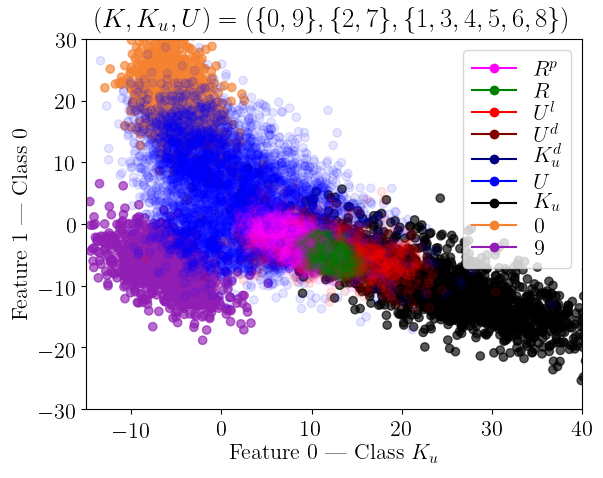 (K, K_u, U) = ({0, 9}, {2, 7}, {1, 3, 4, 5, 6, 8})
30
20
10
0
−10
−20
−30
Feature 1 — Class 0
R^p
R
U^l
U^d
K_u^d
U
K_u
0
9
−10
0
10
20
30
40
Feature 0 — Class K_u